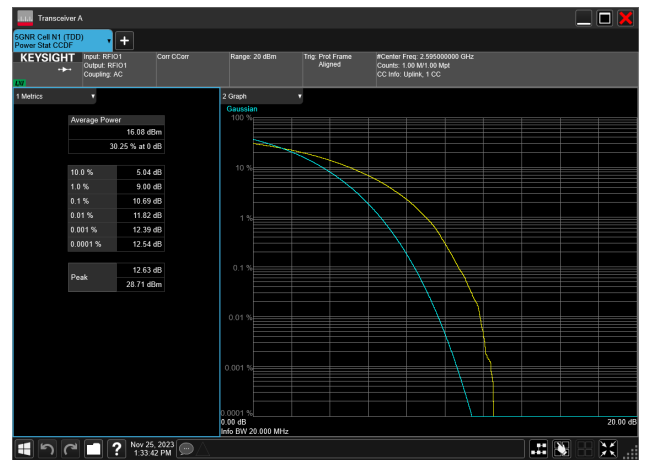 Transceiver A
5GNR Cell N1 (TDD)
Power Stat CCDF
KEYSIGHT
Input: RFIO1
Output: RFIO1
Coupling: AC
Corr CCorr
Range: 20 dBm
Trig: Prot Frame
Aligned
#Center Freq: 2.595000000 GHz
Counts: 1.00 M/1.00 Mpt
CC Info: Uplink, 1 CC
LXI
1 Metrics
Average Power
16.08 dBm
30.25 % at 0 dB
10.0 % 5.04 dB
1.0 % 9.00 dB
0.1 % 10.69 dB
0.01 % 11.82 dB
0.001 % 12.39 dB
0.0001 % 12.54 dB
Peak
12.63 dB
28.71 dBm
2 Graph
Gaussian
100 %
10 %
1 %
0.1 %
0.01 %
0.001 %
0.0001 %
0.00 dB
20.00 dB
Info BW 20.000 MHz
Nov 25, 2023
1:33:42 PM